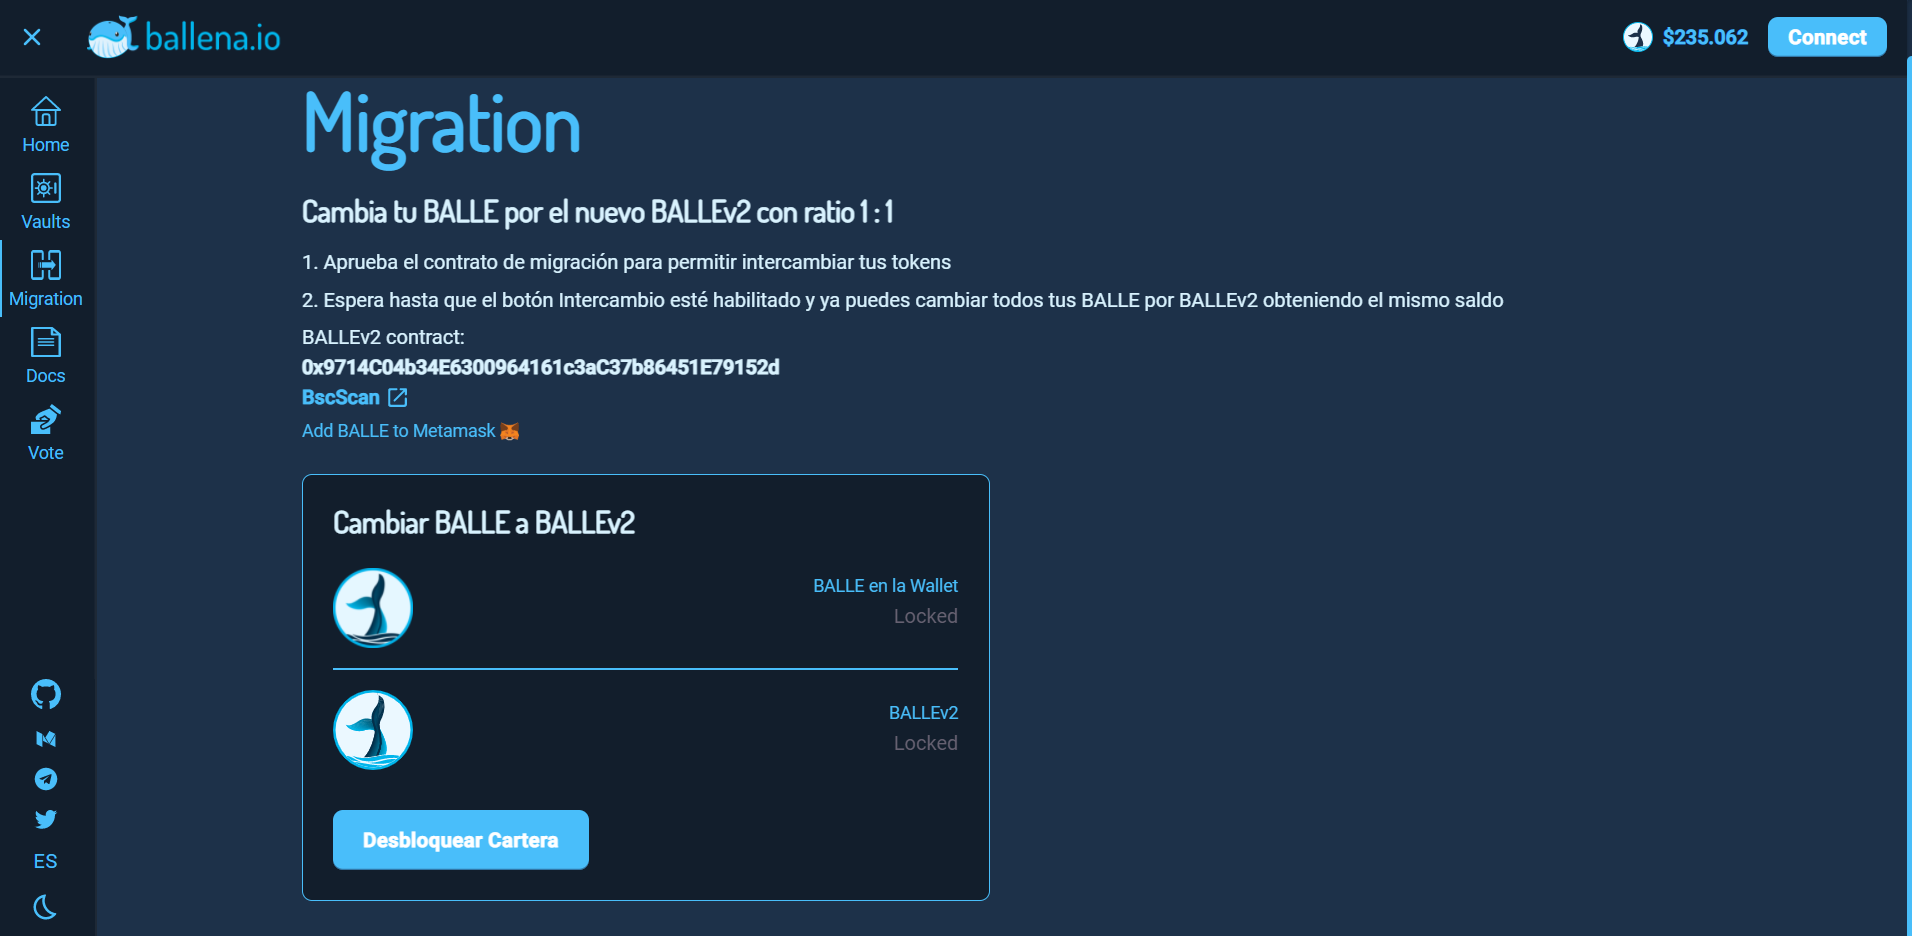 ballena.io
$235.062
Connect
Home
Vaults
Migration
Docs
Vote
ES
Migration
Cambia tu BALLE por el nuevo BALLEv2 con ratio 1 : 1
1. Aprueba el contrato de migración para permitir intercambiar tus tokens
2. Espera hasta que el botón Intercambio esté habilitado y ya puedes cambiar todos tus BALLE por BALLEv2 obteniendo el mismo saldo
BALLEv2 contract:
0x9714C04b34E6300964161c3aC37b86451E79152d
BscScan
Add BALLE to Metamask
Cambiar BALLE a BALLEv2
BALLE en la Wallet
Locked
BALLEv2
Locked
Desbloquear Cartera